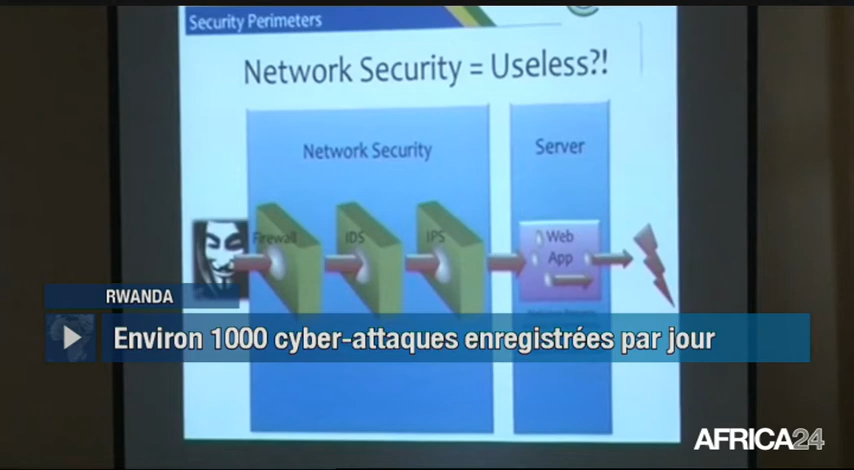 Security Perimeters
Network Security = Useless?!
Network Security
Server
Firewall
IDS
IPS
Web
App
RWANDA
Environ 1000 cyber-attaques enregistrées par jour
AFRICA24